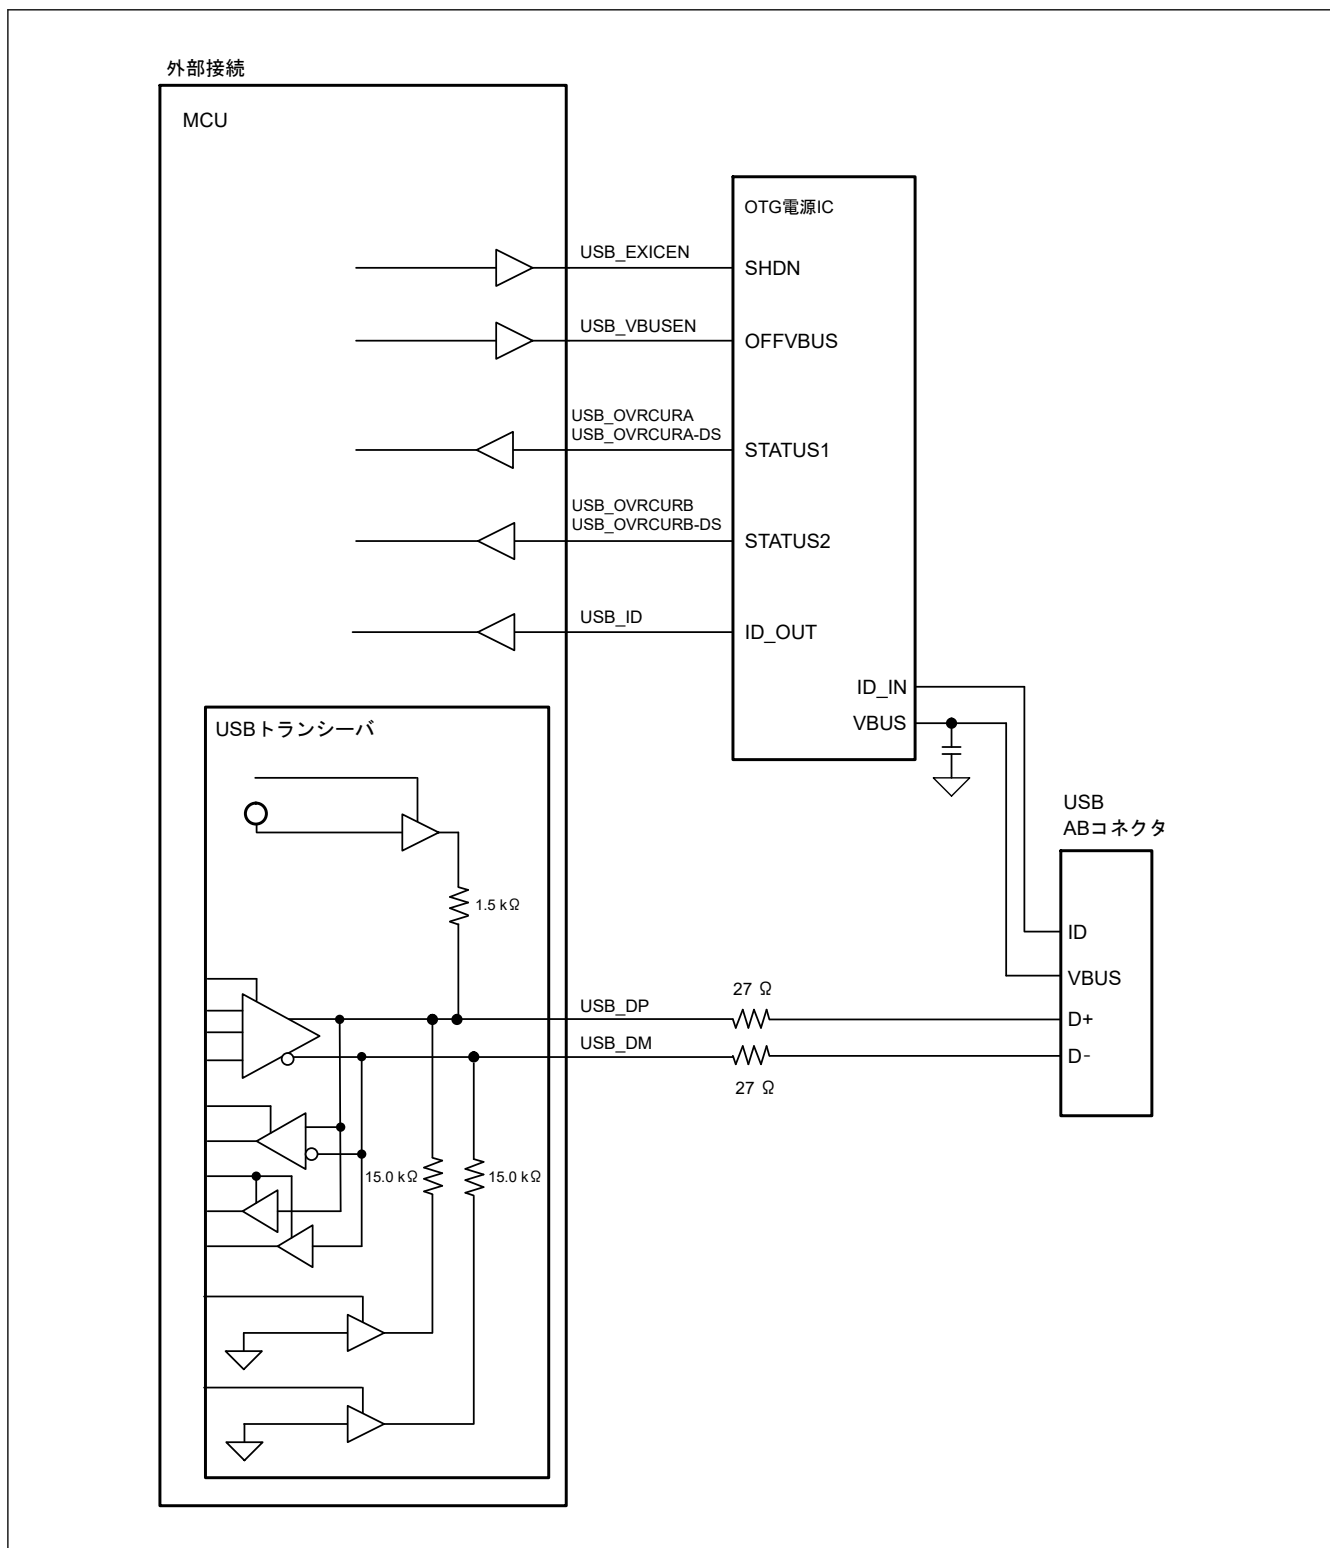 外部接続
MCU
OTG電源IC
USB_EXICEN
SHDN
USB_VBUSEN
OFFVBUS
USB_OVRCURA
USB_OVRCURA-DS
STATUS1
USB_OVRCURB
USB_OVRCURB-DS
STATUS2
USB_ID
ID_OUT
ID_IN
VBUS
USBトランシーバ
USB
ABコネクタ
1.5 kΩ
ID
VBUS
27 Ω
USB_DP
D+
USB_DM
D-
27 Ω
15.0 kΩ
15.0 kΩ